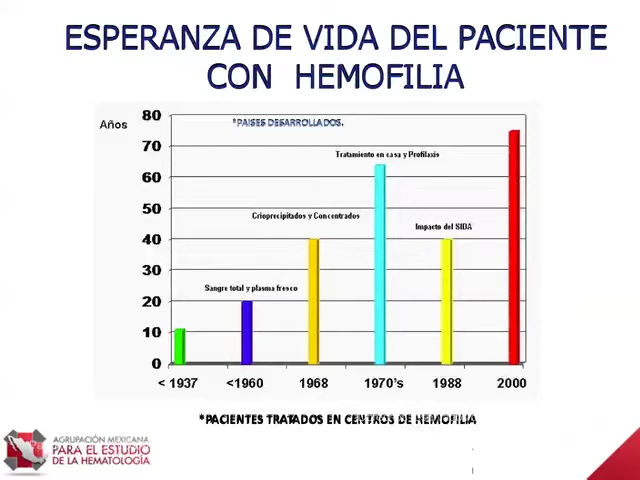 ESPERANZA DE VIDA DEL PACIENTE
CON HEMOFILIA
Años
*PAISES DESARROLLADOS.
80
70
60
50
40
30
20
10
0
Tratamiento en casa y Profilaxis
Crioprecipitados y Concentrados
Impacto del SIDA
Sangre total y plasma fresco
< 1937
<1960
1968
1970's
1988
2000
*PACIENTES TRATADOS EN CENTROS DE HEMOFILIA
AGRUPACIÓN MEXICANA
PARA EL ESTUDIO
DE LA HEMATOLOGÍA